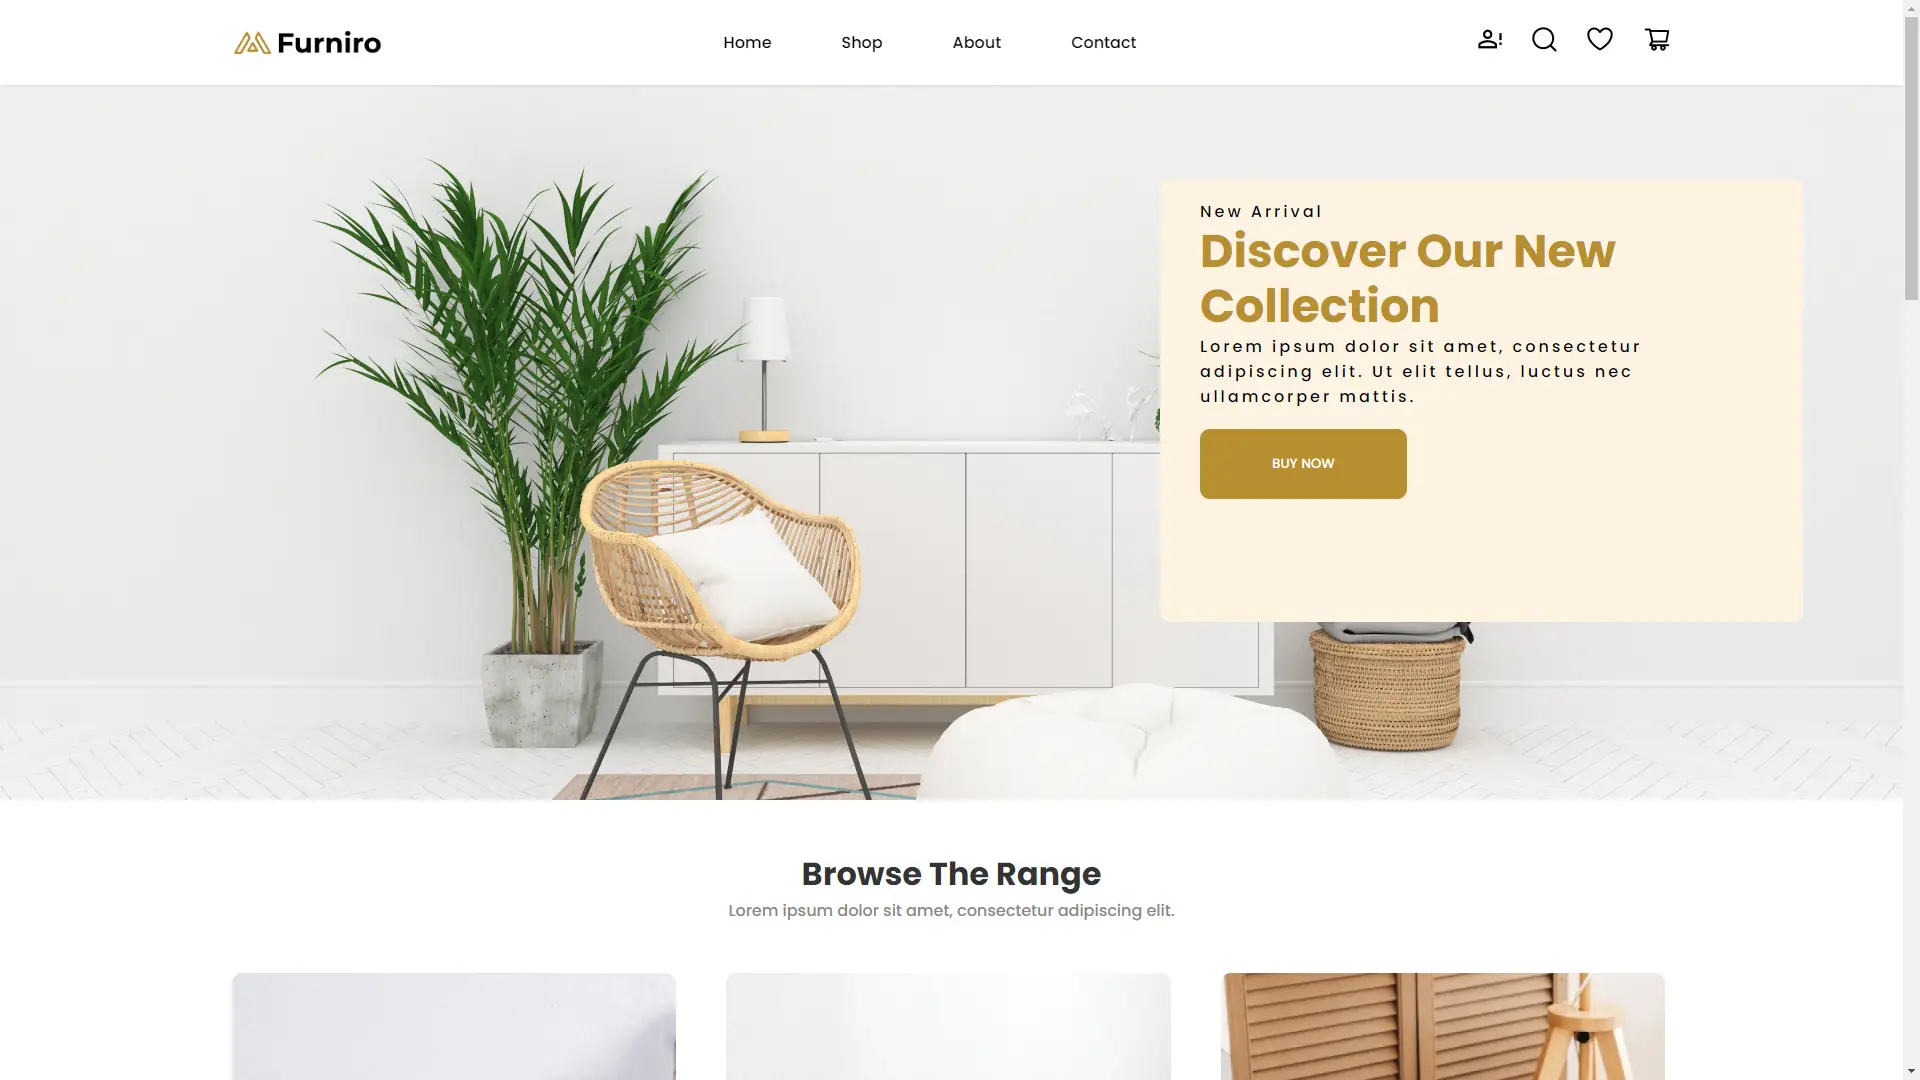 Furniro
Home
Shop
About
Contact
New Arrival
Discover Our New
Collection
Lorem ipsum dolor sit amet, consectetur
adipiscing elit. Ut elit tellus, luctus nec
ullamcorper mattis.
BUY NOW
Browse The Range
Lorem ipsum dolor sit amet, consectetur adipiscing elit.